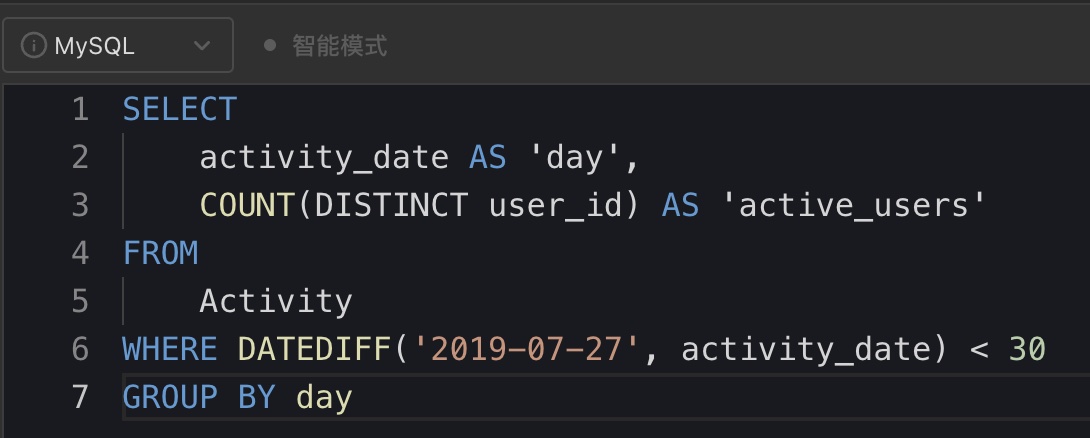 MySQL 智能模式
1 SELECT
2     activity_date AS 'day',
3     COUNT(DISTINCT user_id) AS 'active_users'
4 FROM
5     Activity
6 WHERE DATEDIFF('2019-07-27', activity_date) < 30
7 GROUP BY day